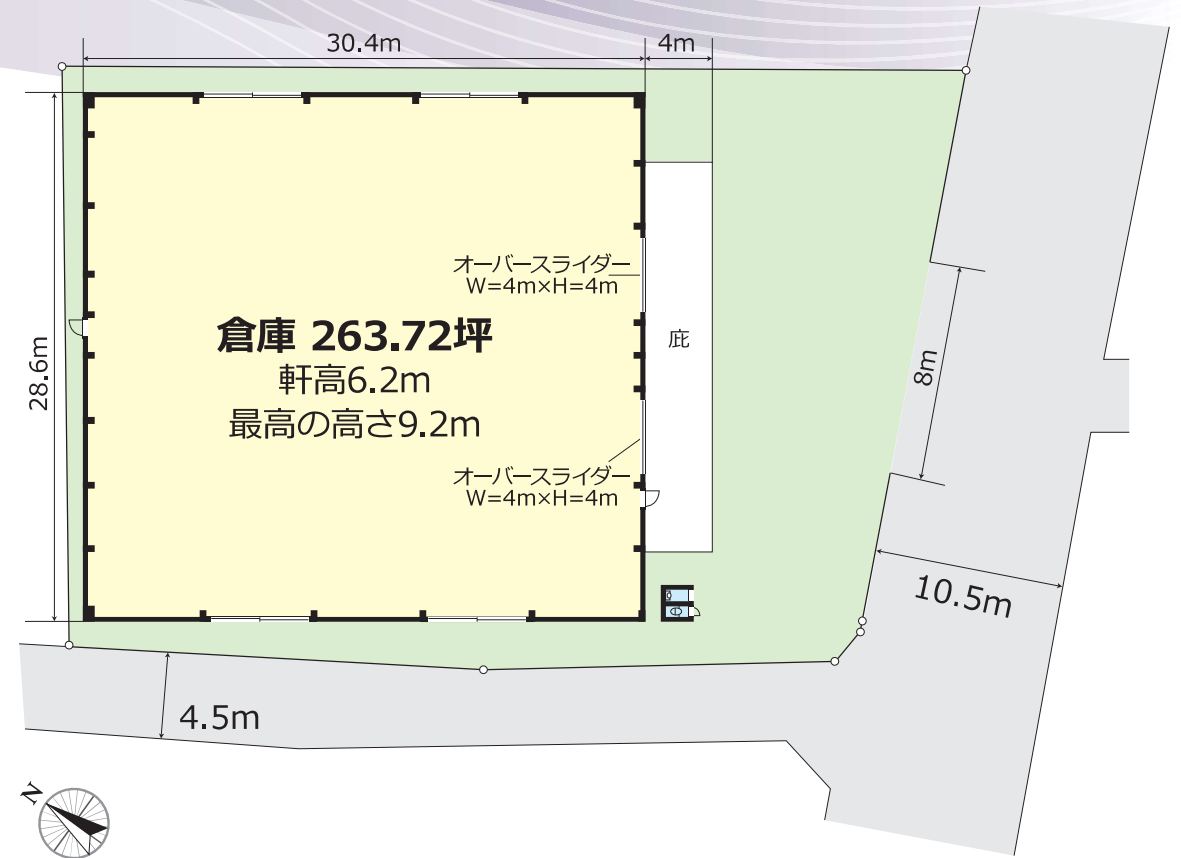 30.4m
4m
28.6m
オーバースライダー
W=4m×H=4m
倉庫 263.72坪
軒高6.2m
最高の高さ9.2m
庇
8m
オーバースライダー
W=4m×H=4m
10.5m
4.5m
N